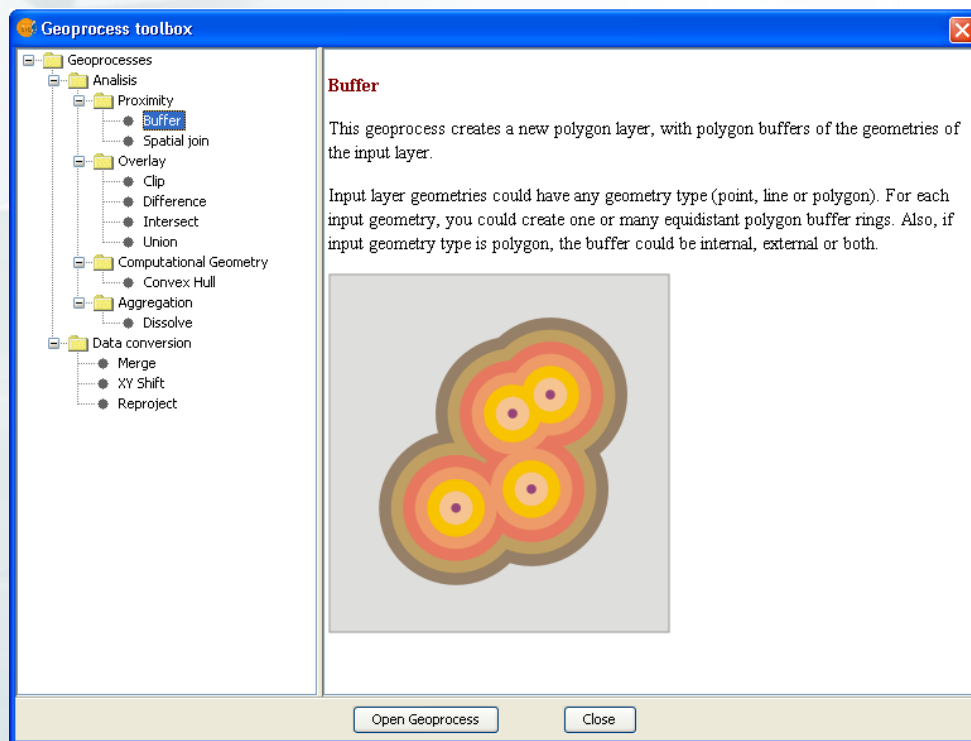 Geoprocess toolbox
Geoprocesses
Analisis
Proximity
Buffer
Spatial join
Overlay
Clip
Difference
Intersect
Union
Computational Geometry
Convex Hull
Aggregation
Dissolve
Data conversion
Merge
XY Shift
Reproject
Buffer
This geoprocess creates a new polygon layer, with polygon buffers of the geometries of
the input layer.
Input layer geometries could have any geometry type (point, line or polygon). For each
input geometry, you could create one or many equidistant polygon buffer rings. Also, if
input geometry type is polygon, the buffer could be internal, external or both.
Open Geoprocess
Close